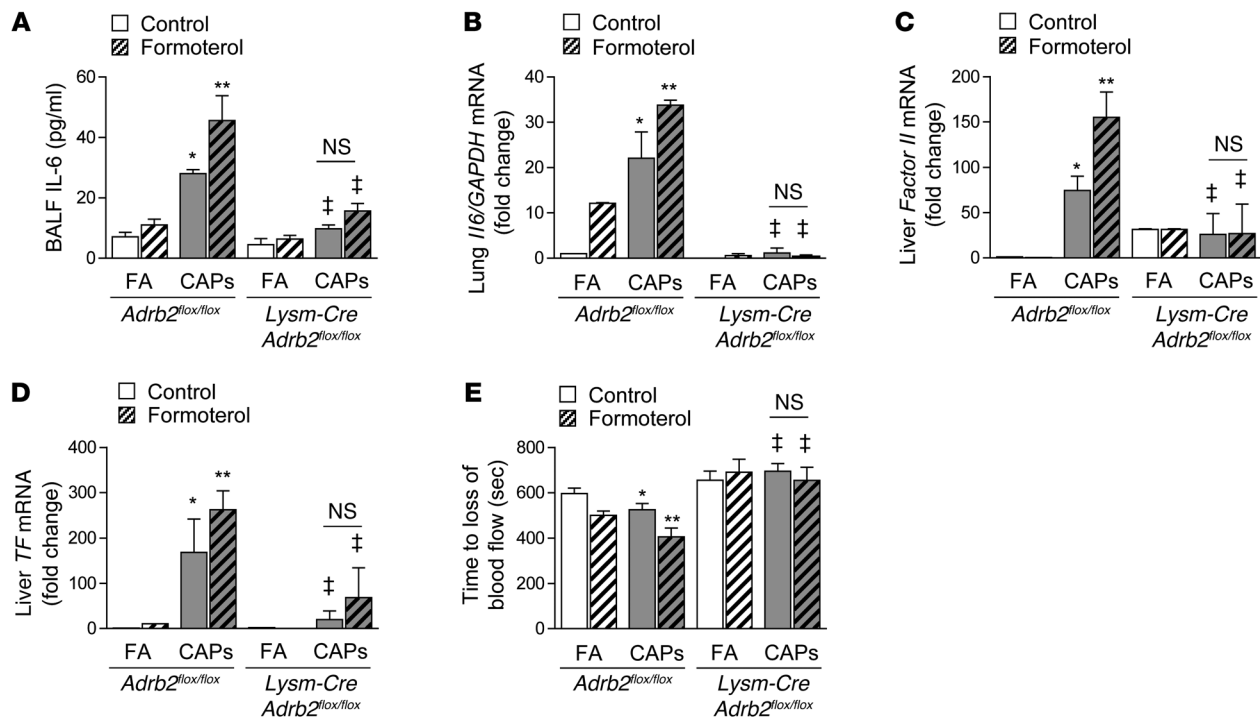 A
Control
Formoterol
BALF IL-6 (pg/ml)
60
40
20
0
*
**
NS
‡
‡
FA
CAPs
FA
CAPs
Adrb2flox/flox
Lysm-Cre
Adrb2flox/flox
B
Control
Formoterol
Lung Il6/GAPDH mRNA
(fold change)
40
30
20
10
0
*
**
NS
‡
‡
FA
CAPs
FA
CAPs
Adrb2flox/flox
Lysm-Cre
Adrb2flox/flox
C
Control
Formoterol
Liver Factor II mRNA
(fold change)
200
150
100
50
0
*
**
NS
‡
‡
FA
CAPs
FA
CAPs
Adrb2flox/flox
Lysm-Cre
Adrb2flox/flox
D
Control
Formoterol
Liver TF mRNA
(fold change)
400
300
200
100
0
*
**
NS
‡
‡
FA
CAPs
FA
CAPs
Adrb2flox/flox
Lysm-Cre
Adrb2flox/flox
E
Control
Formoterol
Time to loss of
blood flow (sec)
800
600
400
200
0
*
**
NS
‡
‡
FA
CAPs
FA
CAPs
Adrb2flox/flox
Lysm-Cre
Adrb2flox/flox